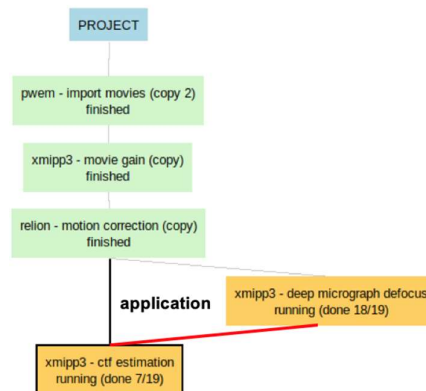 PROJECT
pwem - import movies (copy 2)
finished
xmipp3 - movie gain (copy)
finished
relion - motion correction (copy)
finished
application
xmipp3 - deep micrograph defocus
running (done 18/19)
xmipp3 - ctf estimation
running (done 7/19)